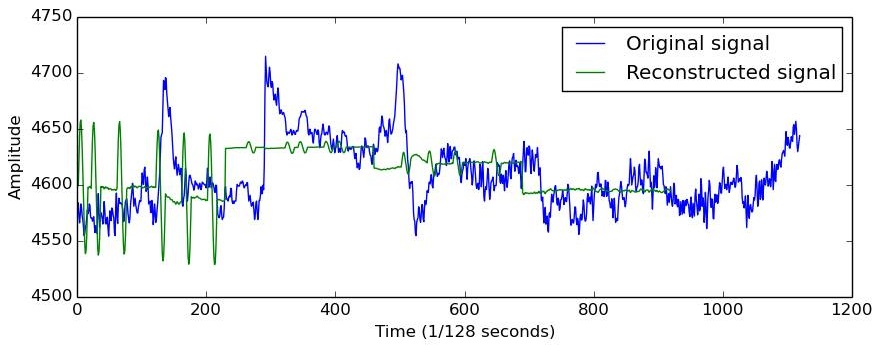 4750
4700
4650
4600
4550
4500
Amplitude
Original signal
Reconstructed signal
0 200 400 600 800 1000 1200
Time (1/128 seconds)